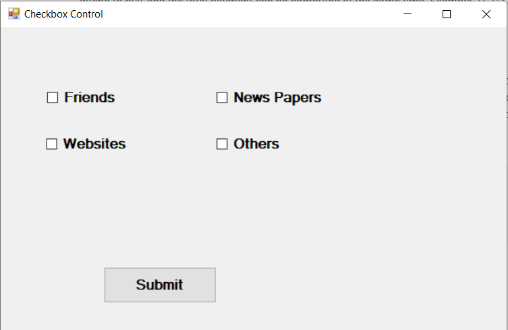 Checkbox Control
Friends News Papers
Websites Others
Submit